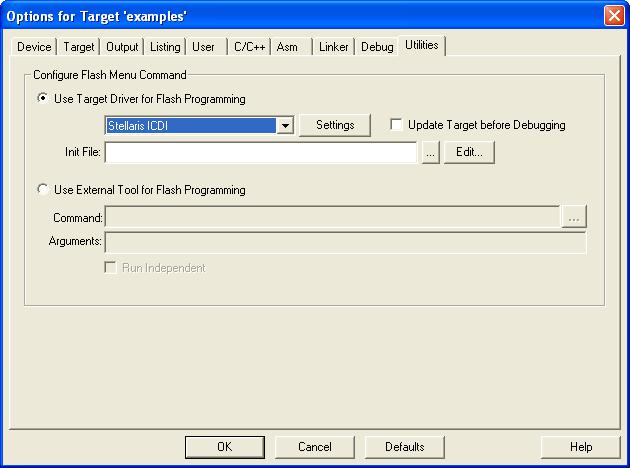 Options for Target 'examples'
Device Target Output Listing User C/C++ Asm Linker Debug Utilities
Configure Flash Menu Command
Use Target Driver for Flash Programming
Stellaris ICDI Settings Update Target before Debugging
Init File: ... Edit...
Use External Tool for Flash Programming
Command: ...
Arguments:
Run Independent
OK Cancel Defaults Help